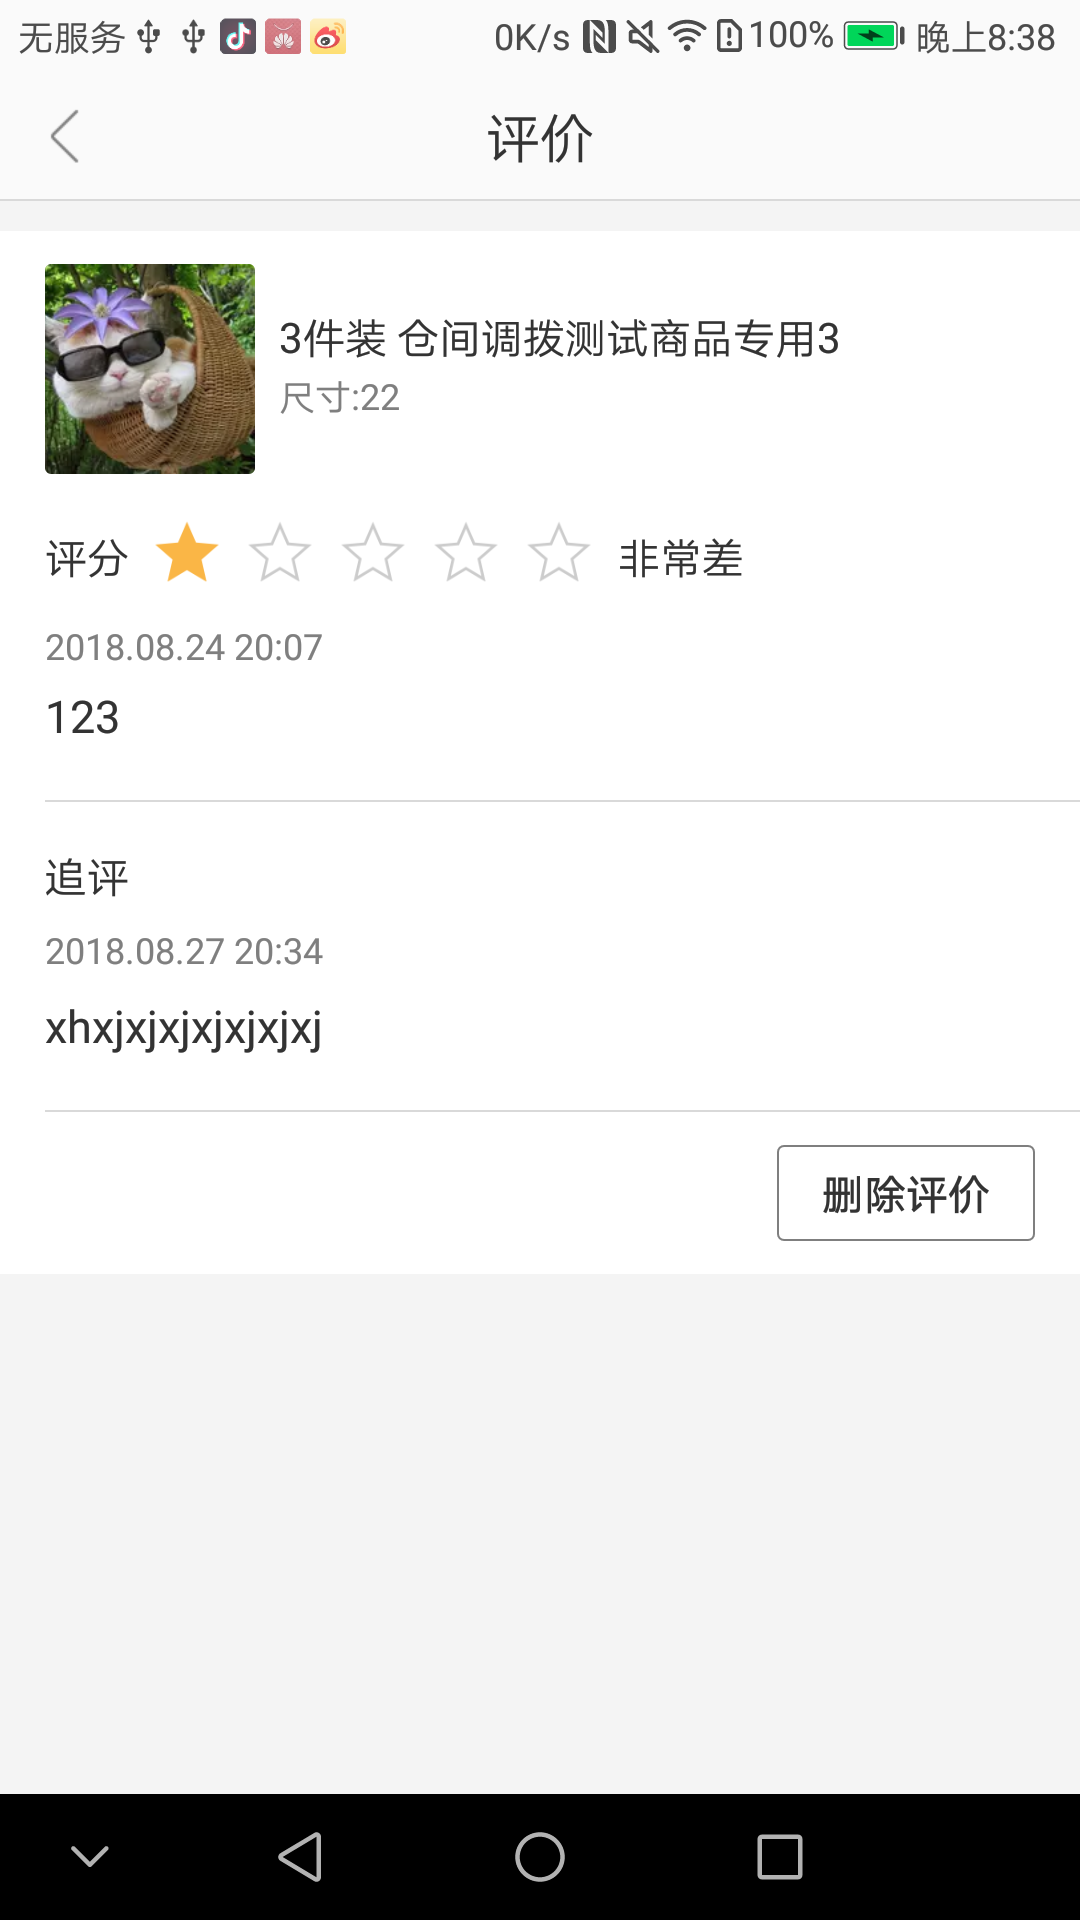 无服务 0K/s 100% 晚上8:38
评价
3件装 仓间调拨测试商品专用3
尺寸:22
评分 非常差
2018.08.24 20:07
123
追评
2018.08.27 20:34
xhxjxjxjxjxjxjxj
删除评价